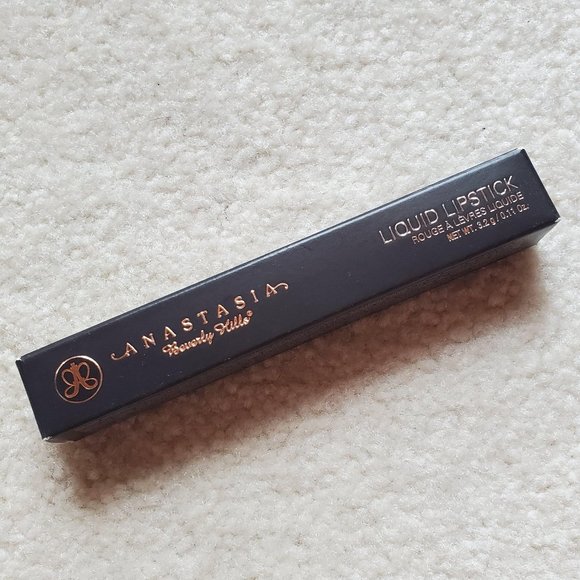 ANASTASIA
Beverly Hills®
LIQUID LIPSTICK
ROUGE À LÈVRES LIQUIDE
NET WT. 3.2 g / 0.11 Oz.